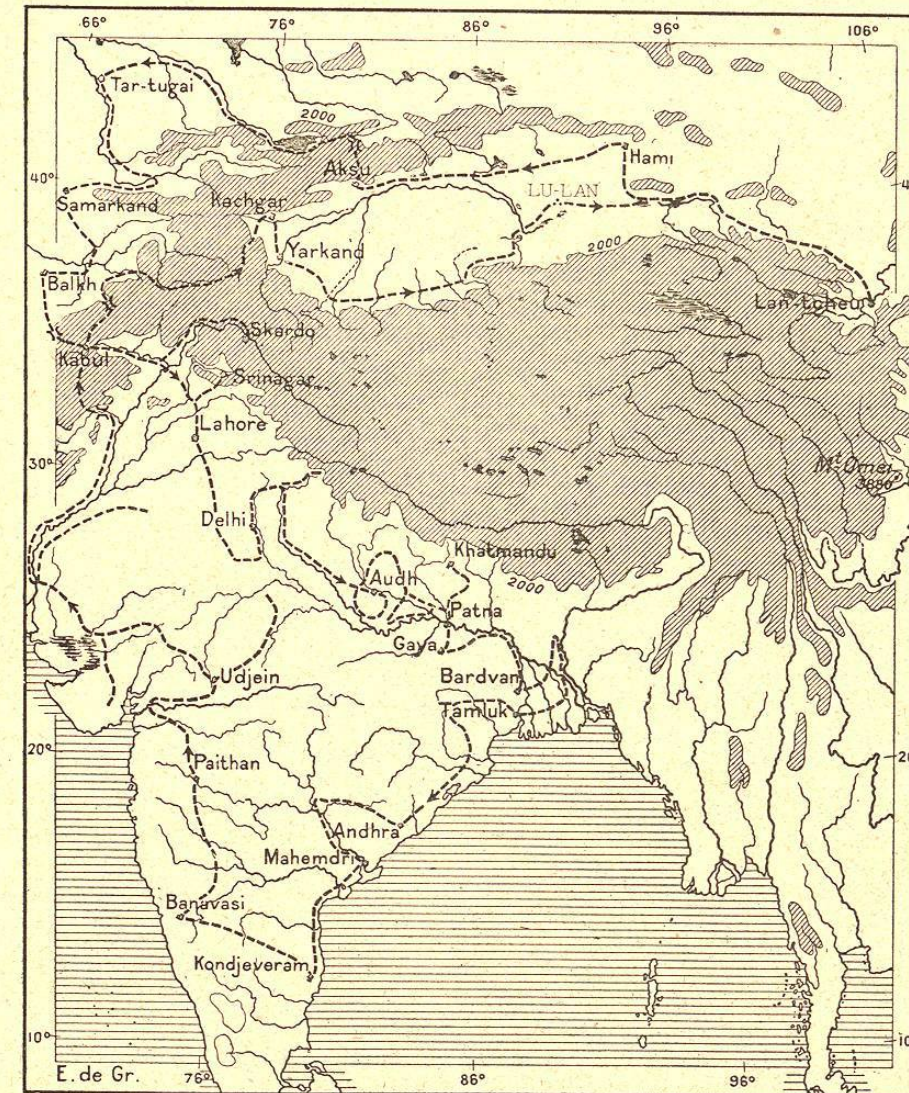 66° 76° 86° 96° 106°
Tar-tugai
2000
Aksu
Hami
40°
LU-LAN
Samarkand
Kachgar
Yarkand
2000
Balkh
Lan-tcheu
Skardo
Kabul
Srinagar
Lahore
30°
Mt Omei
Delhi
Khatmandu
2000
Audh
Patna
Gaya
Udjein
Bardvan
Tamluk
20°
Paithan
Andhra
Mahemdri
Banavasi
Kondjeveram
10°
E. de Gr.
76° 86° 96°